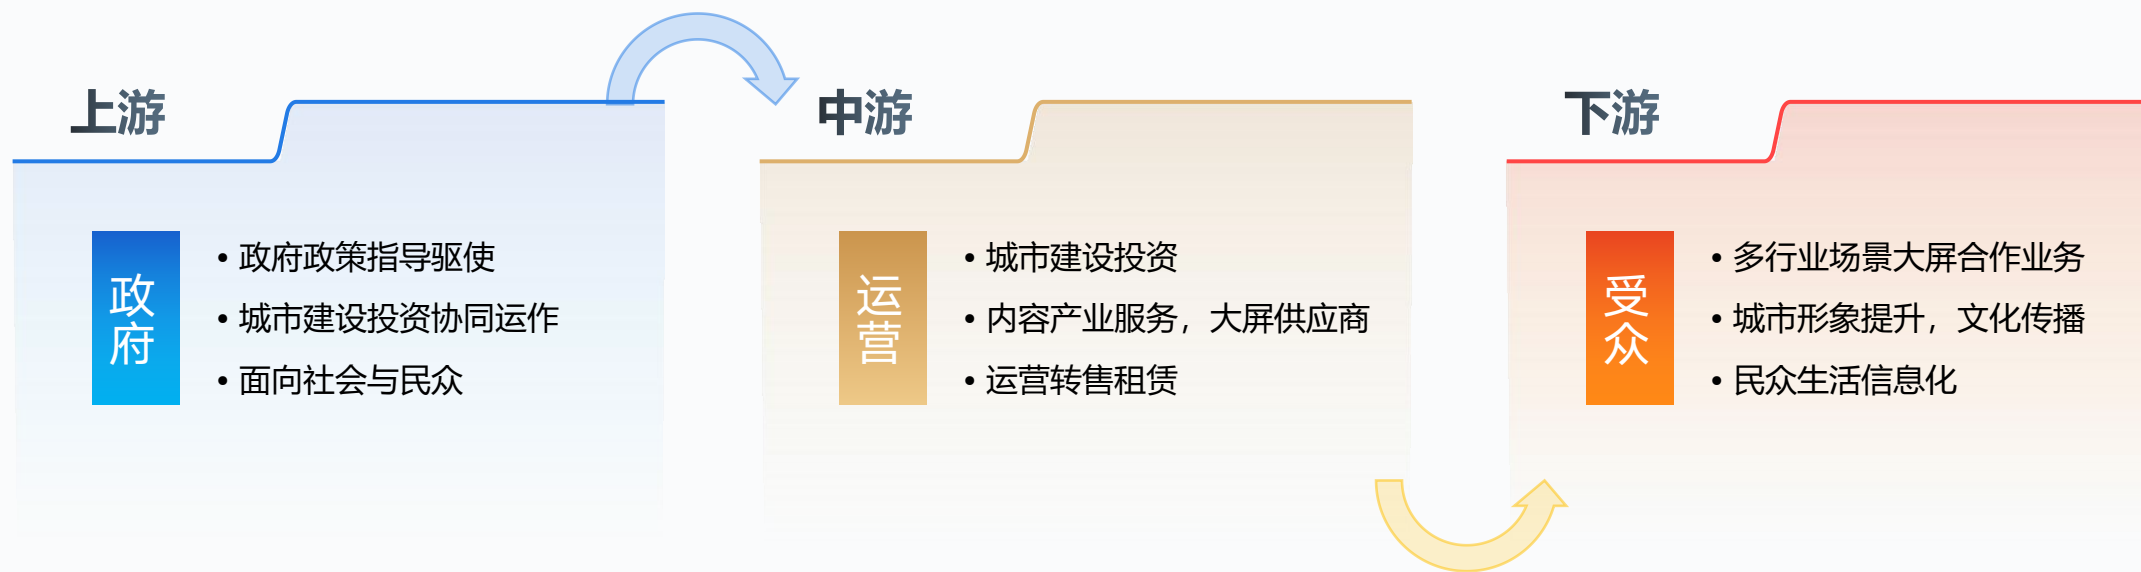 上游
政府
• 政府政策指导驱使
• 城市建设投资协同运作
• 面向社会与民众
中游
运营
• 城市建设投资
• 内容产业服务，大屏供应商
• 运营转售租赁
下游
受众
• 多行业场景大屏合作业务
• 城市形象提升，文化传播
• 民众生活信息化